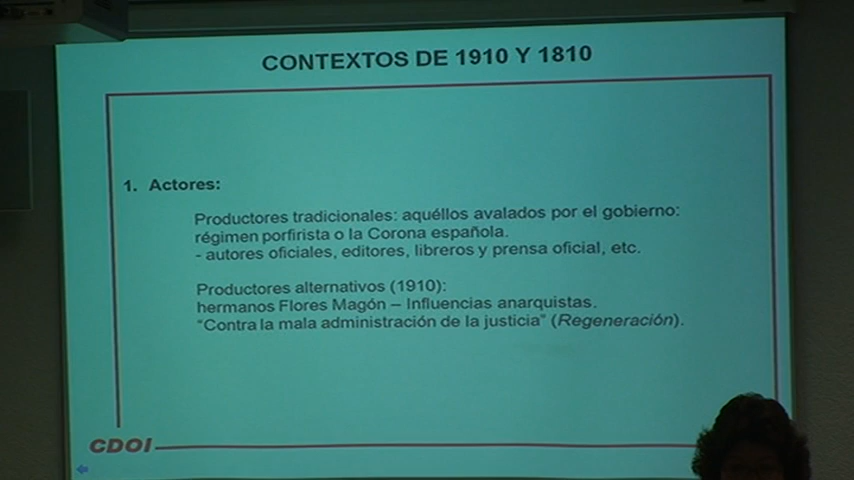 CONTEXTOS DE 1910 Y 1810
1. Actores:
Productores tradicionales: aquéllos avalados por el gobierno:
régimen porfirista o la Corona española.
- autores oficiales, editores, libreros y prensa oficial, etc.
Productores alternativos (1910):
hermanos Flores Magón – Influencias anarquistas.
“Contra la mala administración de la justicia” (Regeneración).
CDOI